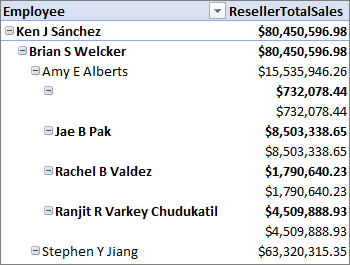 Employee ResellerTotalSales
Ken J Sánchez $80,450,596.98
Brian S Welcker $80,450,596.98
Amy E Alberts $15,535,946.26
$732,078.44
$732,078.44
Jae B Pak $8,503,338.65
$8,503,338.65
Rachel B Valdez $1,790,640.23
$1,790,640.23
Ranjit R Varkey Chudukatil $4,509,888.93
$4,509,888.93
Stephen Y Jiang $63,320,315.35